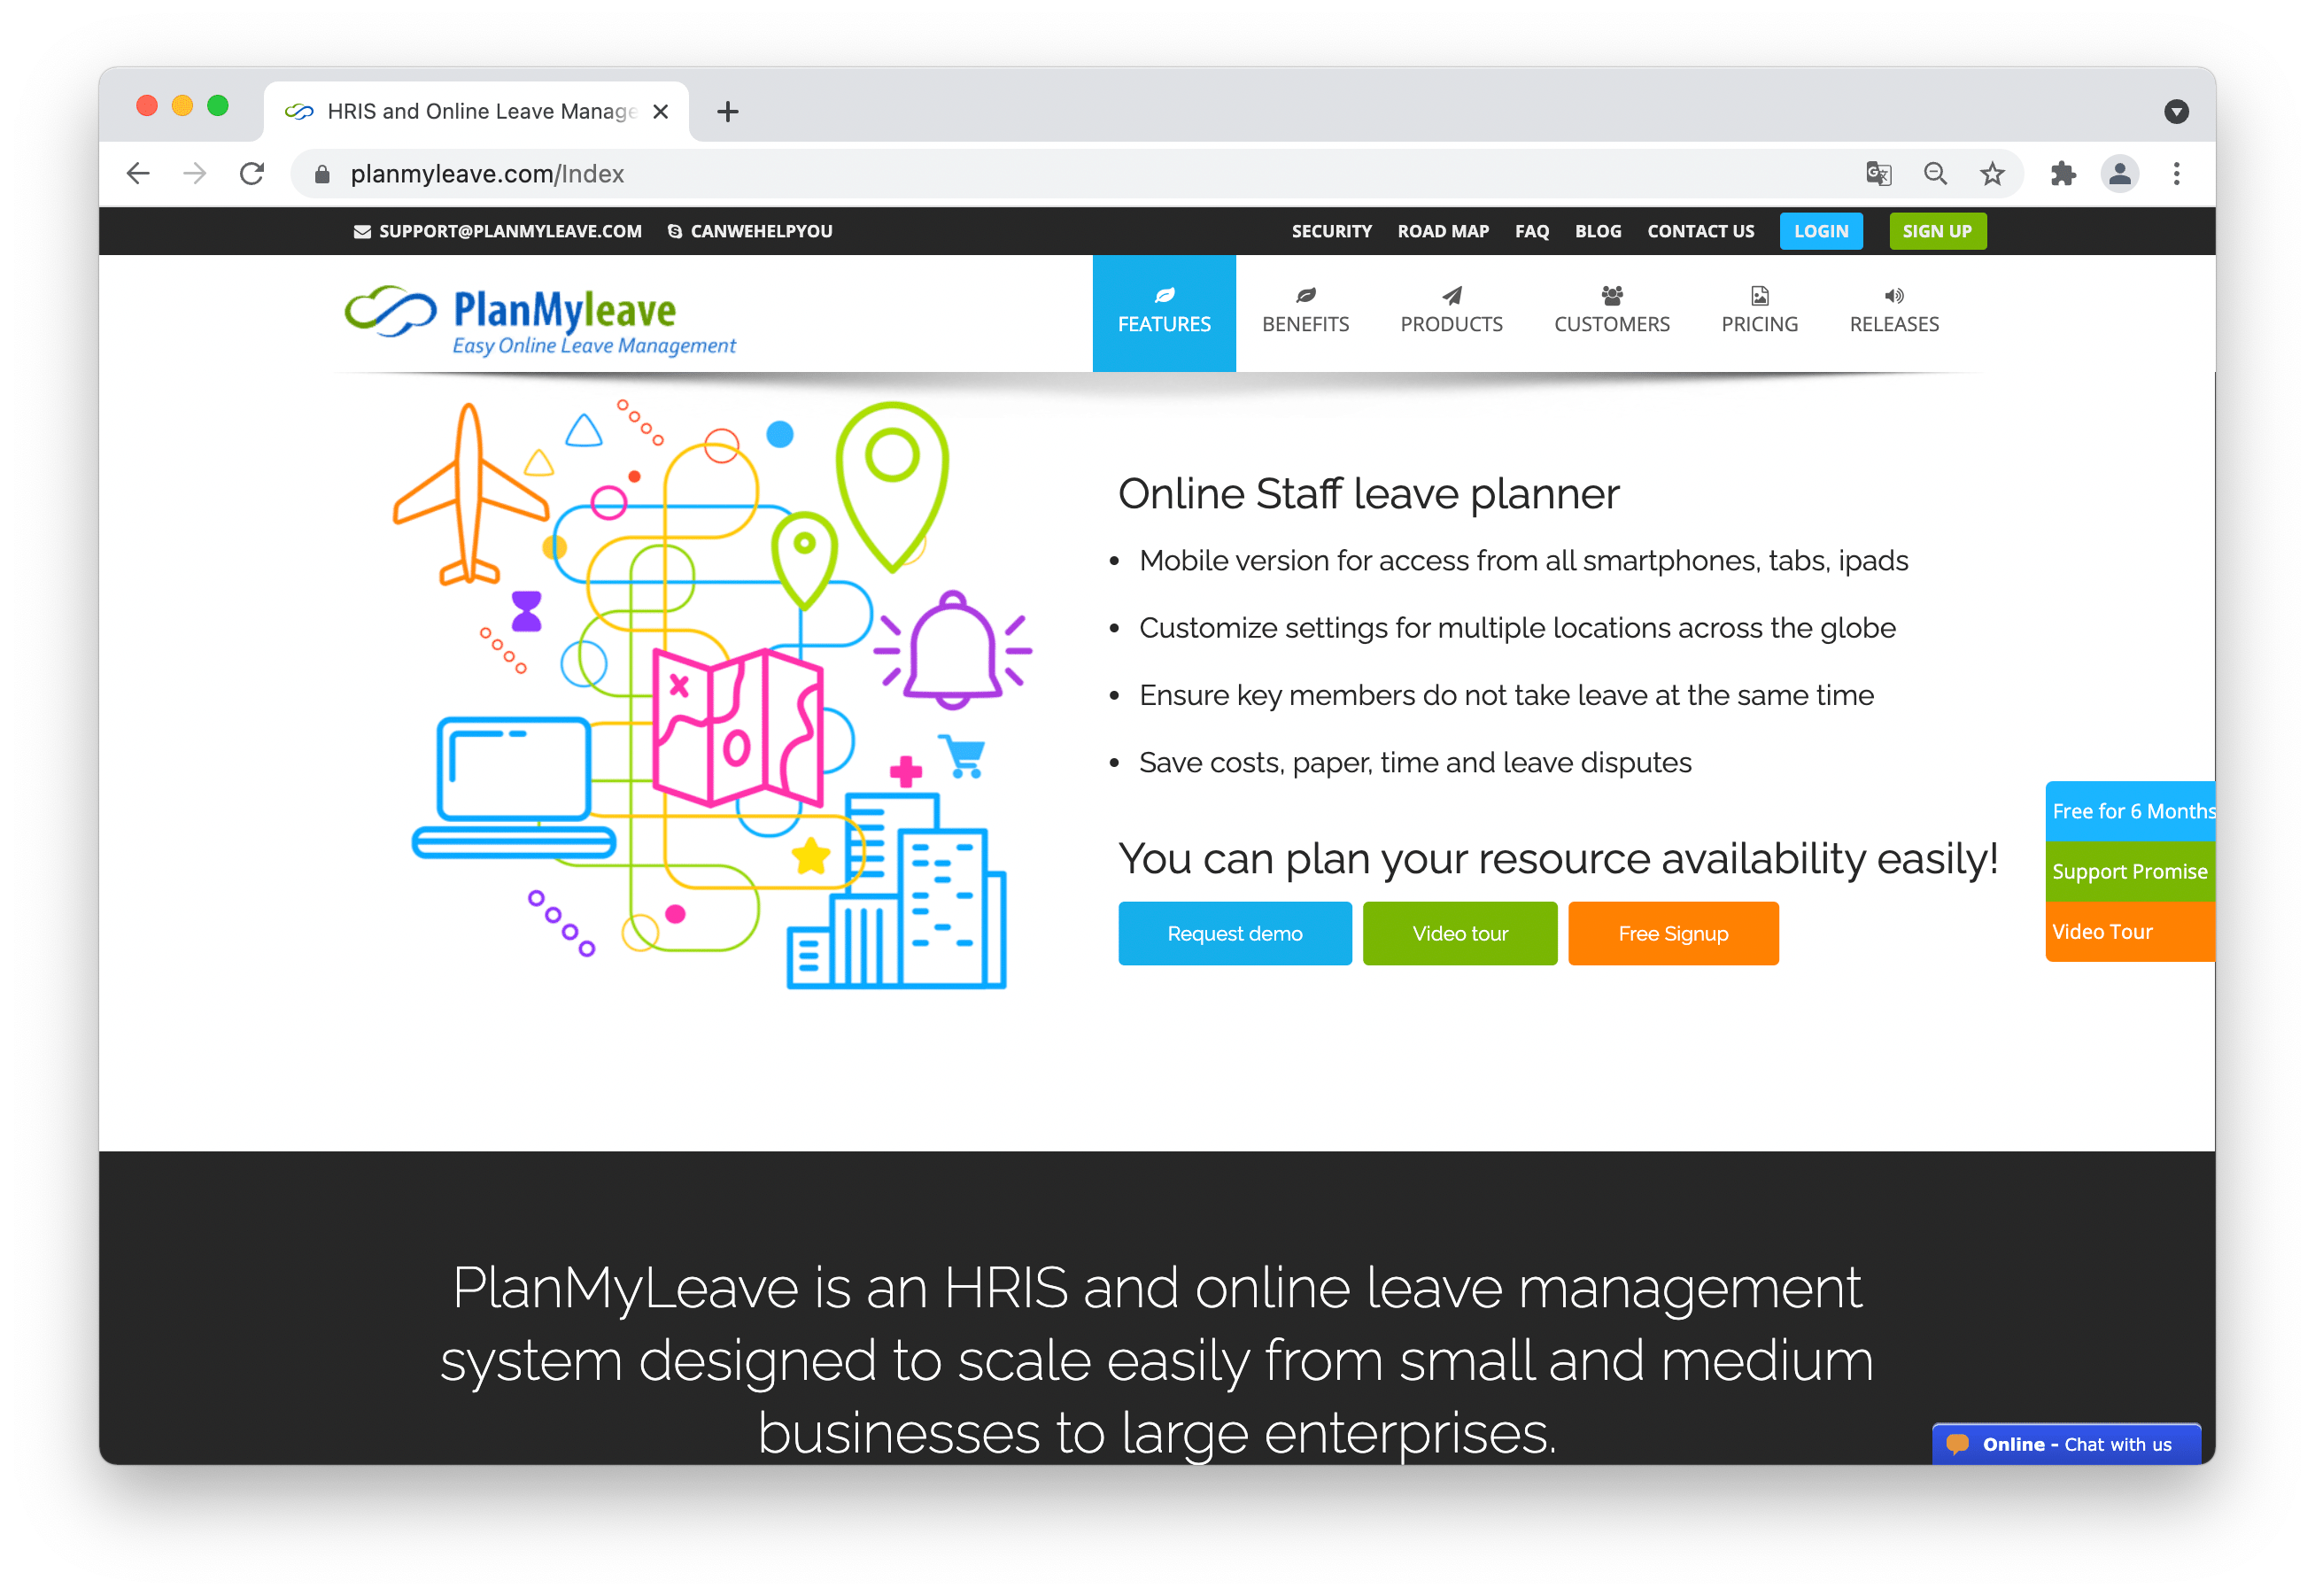 HRIS and Online Leave Manage
planmyleave.com/Index
SUPPORT@PLANMYLEAVE.COM CANWEHELPYOU SECURITY ROAD MAP FAQ BLOG CONTACT US LOGIN SIGN UP
PlanMyleave
Easy Online Leave Management
FEATURES BENEFITS PRODUCTS CUSTOMERS PRICING RELEASES
Online Staff leave planner
• Mobile version for access from all smartphones, tabs, ipads
• Customize settings for multiple locations across the globe
• Ensure key members do not take leave at the same time
• Save costs, paper, time and leave disputes
You can plan your resource availability easily!
Request demo Video tour Free Signup
Free for 6 Months
Support Promise
Video Tour
PlanMyLeave is an HRIS and online leave management
system designed to scale easily from small and medium
businesses to large enterprises.
Online - Chat with us